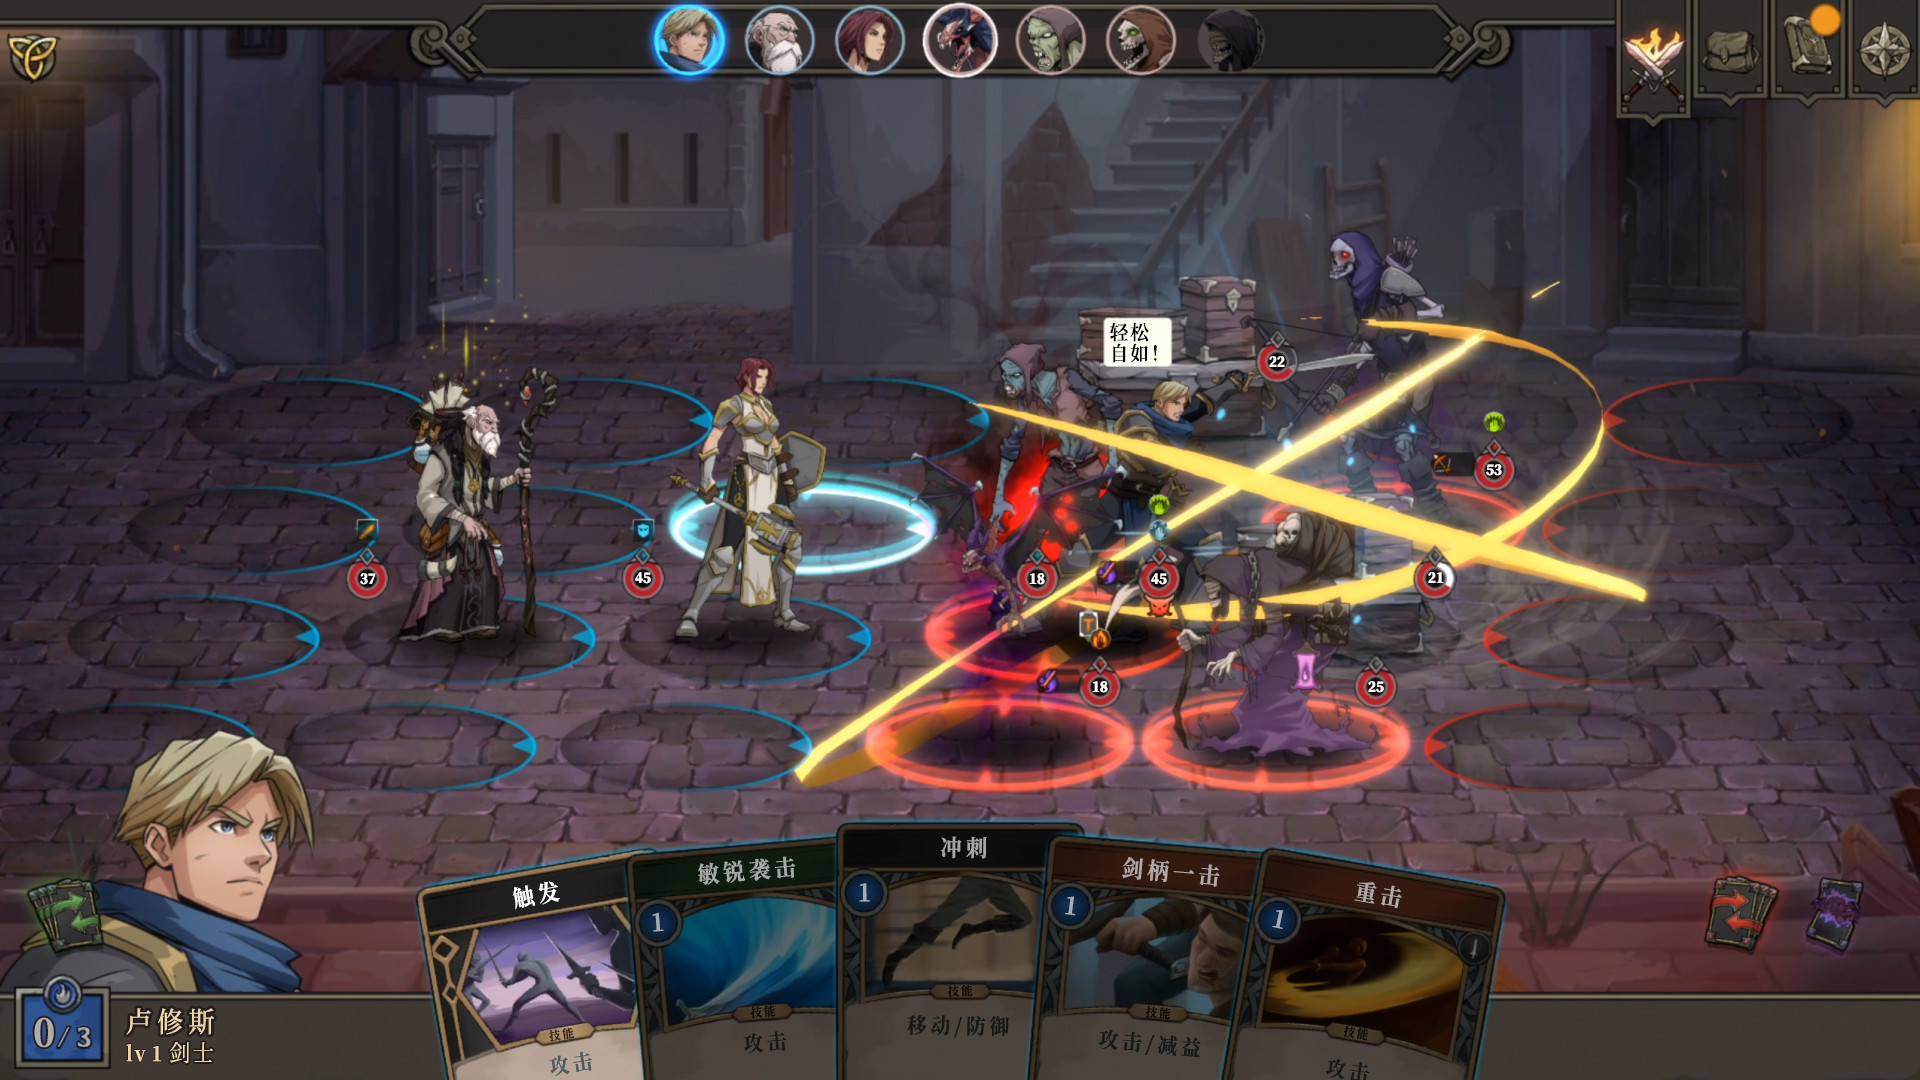 轻松
自如！
22
53
37
45
18
45
21
18
25
触发
技能
攻击
敏锐袭击
1
技能
攻击
冲刺
1
技能
移动/防御
剑柄一击
1
技能
攻击/减益
重击
1
技能
攻击
0/3
卢修斯
lv 1 剑士